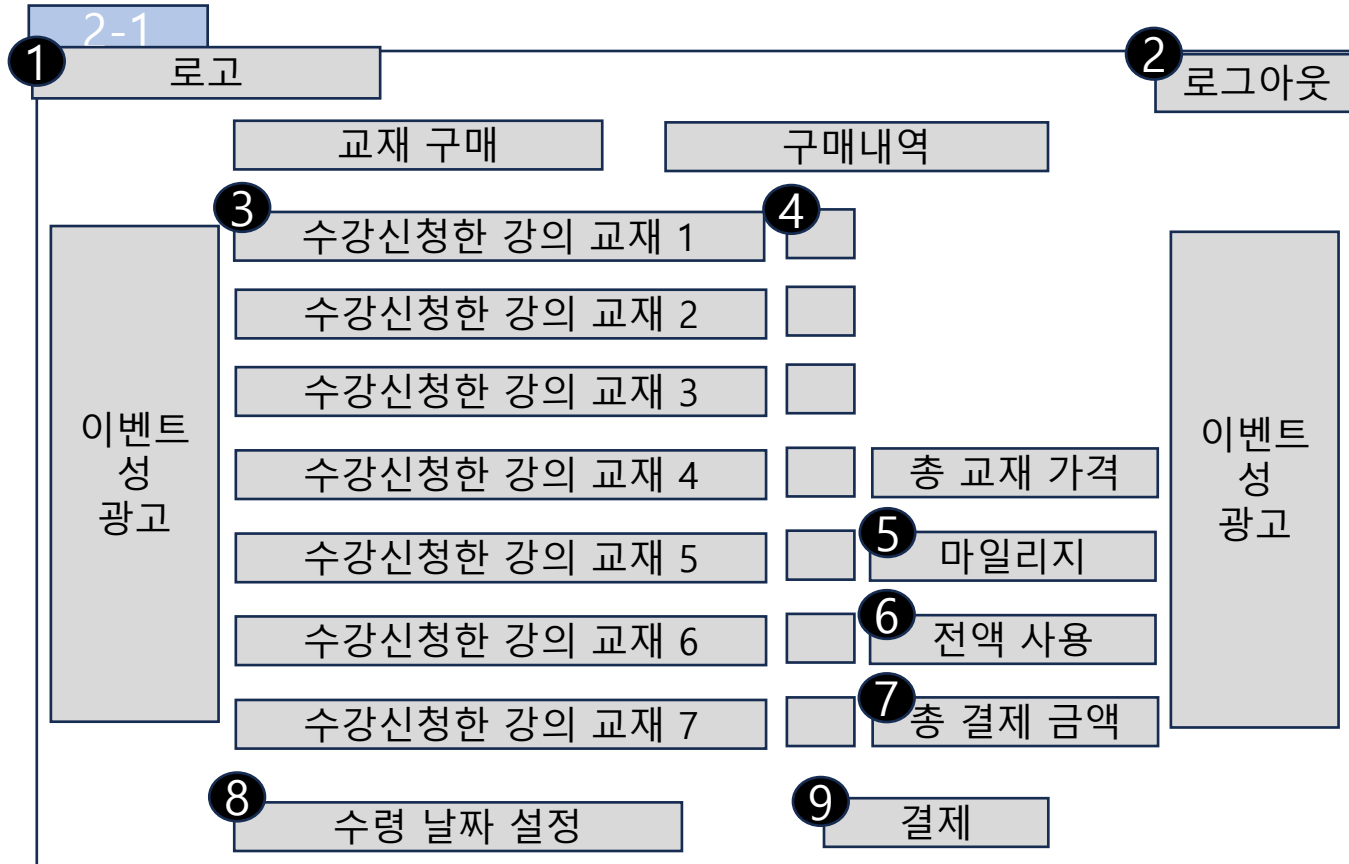 2-1
1
로고
2
로그아웃
교재 구매
구매내역
3
수강신청한 강의 교재 1
4
수강신청한 강의 교재 2
수강신청한 강의 교재 3
수강신청한 강의 교재 4
총 교재 가격
수강신청한 강의 교재 5
5
마일리지
수강신청한 강의 교재 6
6
전액 사용
수강신청한 강의 교재 7
7
총 결제 금액
이벤트
성
광고
이벤트
성
광고
8
수령 날짜 설정
9
결제